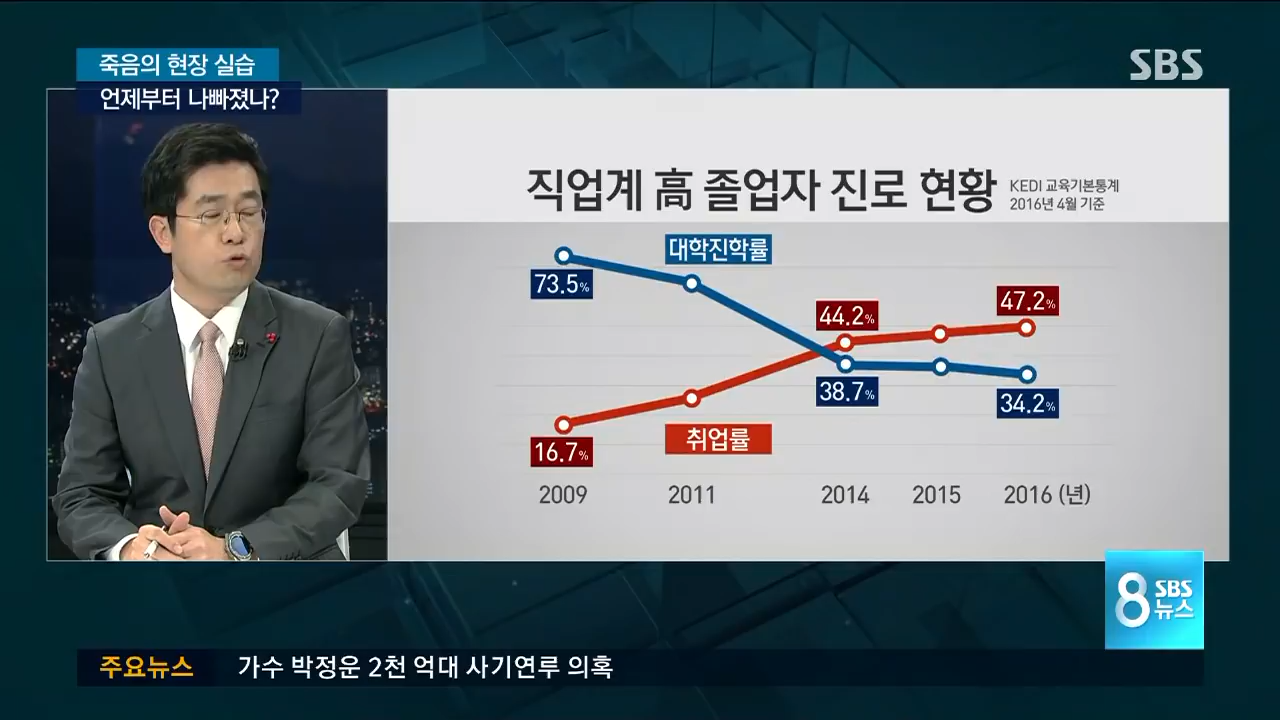 죽음의 현장 실습
언제부터 나빠졌나?
SBS
직업계 高 졸업자 진로 현황
KEDI 교육기본통계
2016년 4월 기준
대학진학률
73.5%
44.2%
47.2%
38.7%
34.2%
취업률
16.7%
2009 2011 2014 2015 2016 (년)
8 SBS 뉴스
주요뉴스 가수 박정운 2천 억대 사기연루 의혹